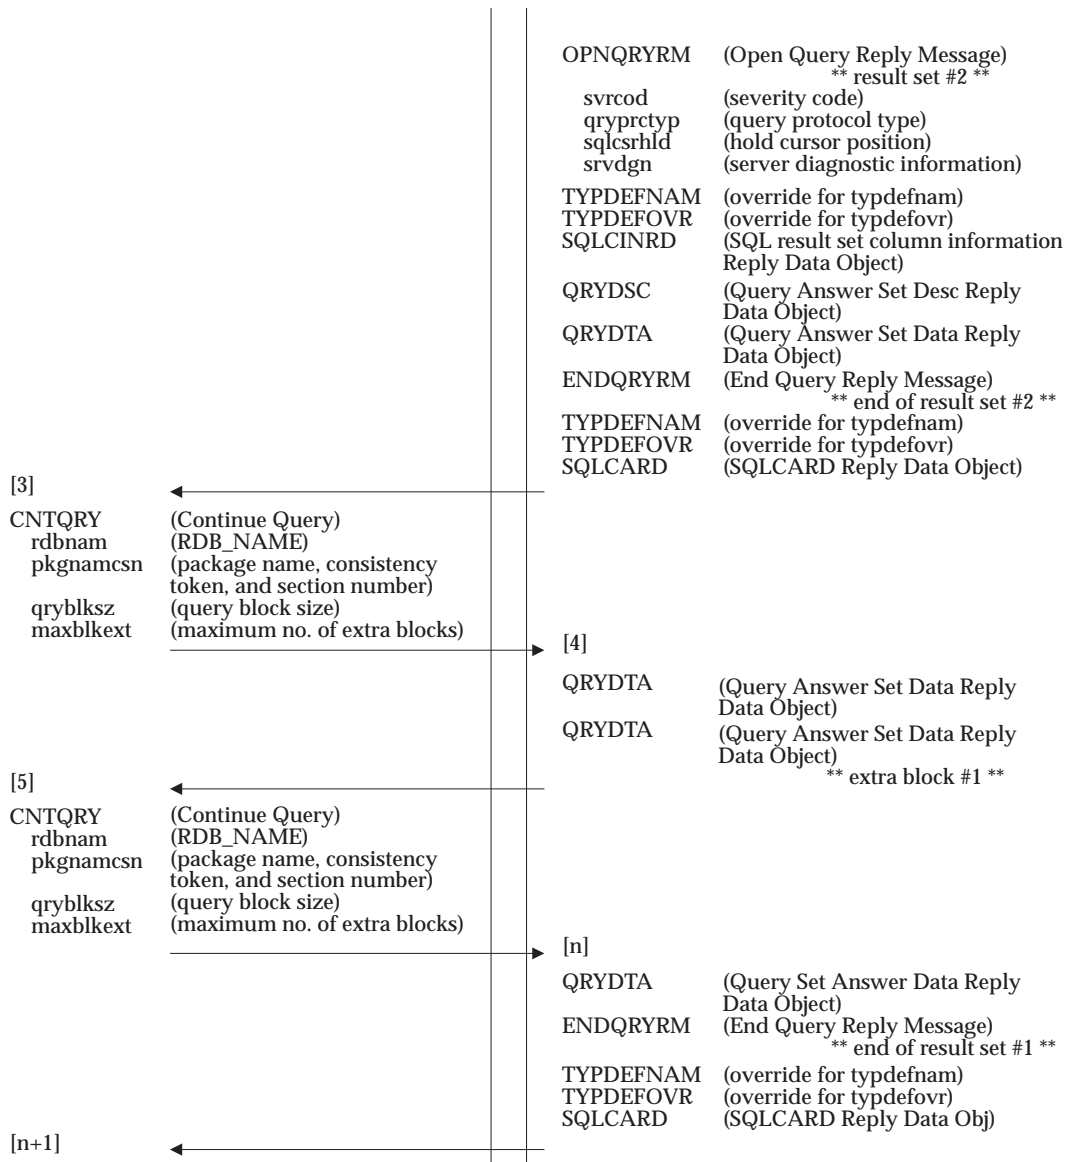 OPNQRYRM (Open Query Reply Message)
** result set #2 **
svrcod (severity code)
qryprctyp (query protocol type)
sqlcsrhld (hold cursor position)
srvdgn (server diagnostic information)
TYPDEFNAM (override for typdefnam)
TYPDEFOVR (override for typdefovr)
SQLCINRD (SQL result set column information
Reply Data Object)
QRYDSC (Query Answer Set Desc Reply
Data Object)
QRYDTA (Query Answer Set Data Reply
Data Object)
ENDQRYRM (End Query Reply Message)
** end of result set #2 **
TYPDEFNAM (override for typdefnam)
TYPDEFOVR (override for typdefovr)
SQLCARD (SQLCARD Reply Data Object)
[3]
CNTQRY (Continue Query)
rdbnam (RDB_NAME)
pkgnamcsn (package name, consistency
token, and section number)
qryblksz (query block size)
maxblkext (maximum no. of extra blocks)
[4]
QRYDTA (Query Answer Set Data Reply
Data Object)
QRYDTA (Query Answer Set Data Reply
Data Object)
** extra block #1 **
[5]
CNTQRY (Continue Query)
rdbnam (RDB_NAME)
pkgnamcsn (package name, consistency
token, and section number)
qryblksz (query block size)
maxblkext (maximum no. of extra blocks)
[n]
QRYDTA (Query Set Answer Data Reply
Data Object)
ENDQRYRM (End Query Reply Message)
** end of result set #1 **
TYPDEFNAM (override for typdefnam)
TYPDEFOVR (override for typdefovr)
SQLCARD (SQLCARD Reply Data Obj)
[n+1]